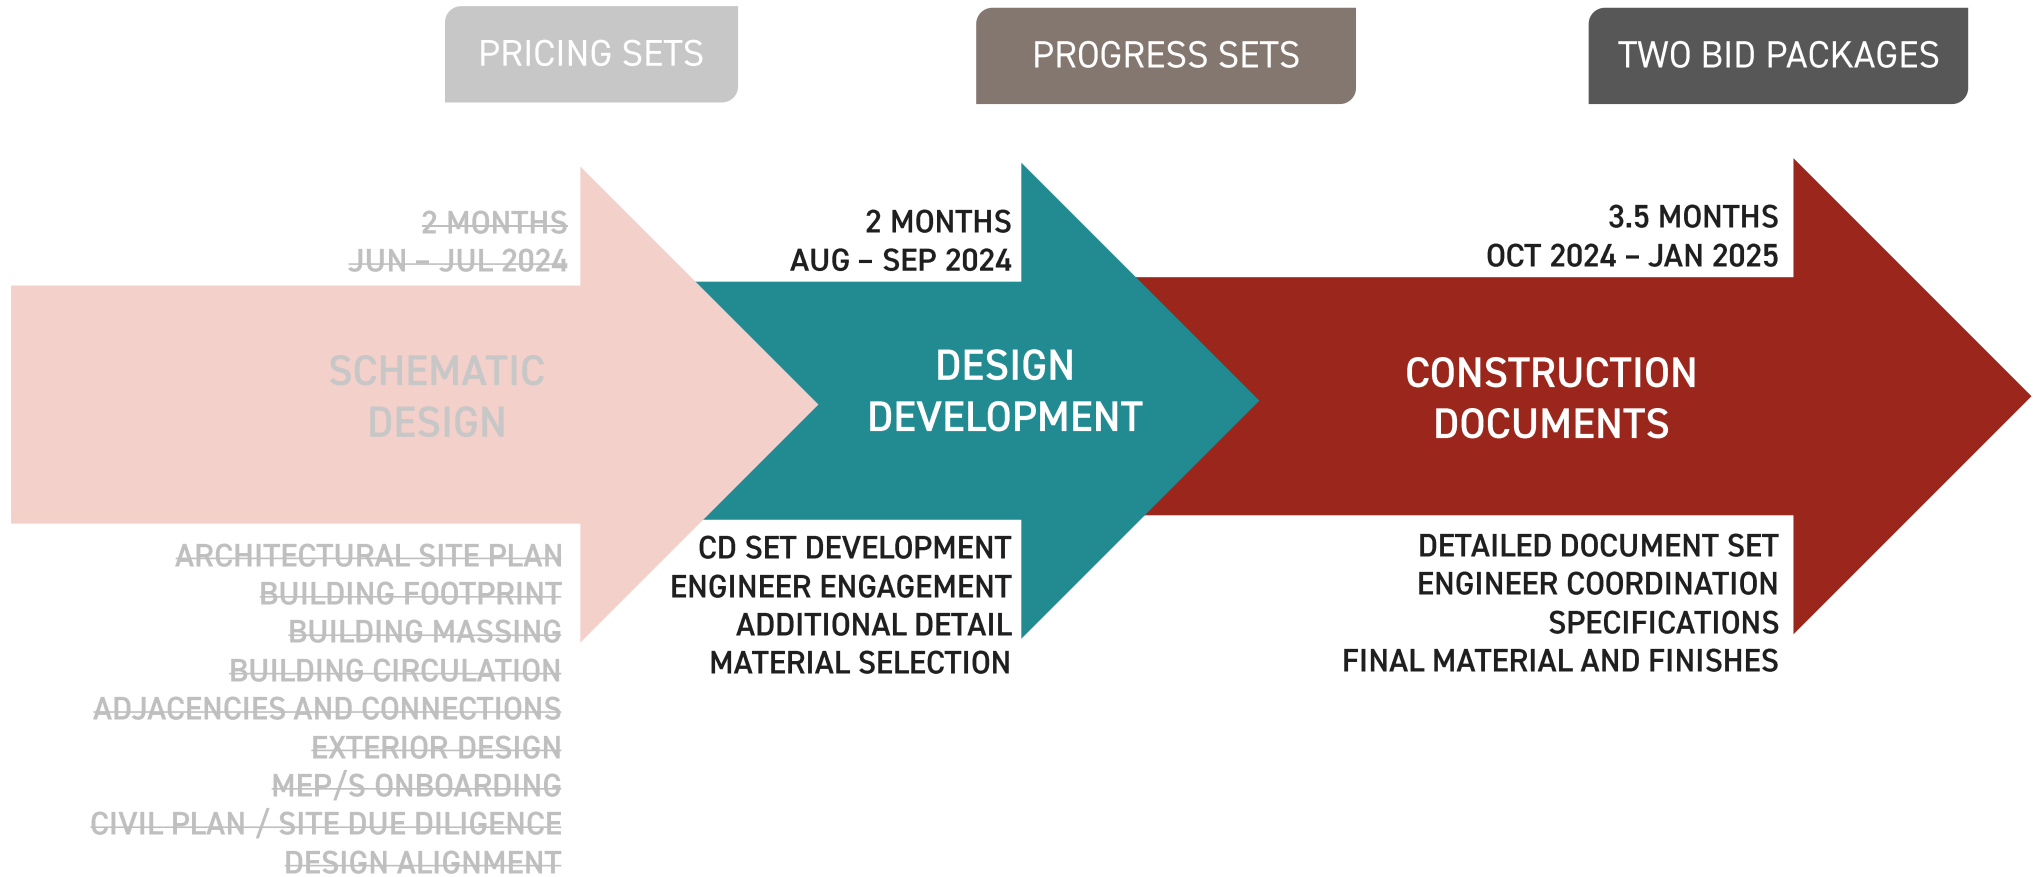 PRICING SETS
PROGRESS SETS
TWO BID PACKAGES
2 MONTHS
JUN – JUL 2024
2 MONTHS
AUG – SEP 2024
3.5 MONTHS
OCT 2024 – JAN 2025
SCHEMATIC
DESIGN
DESIGN
DEVELOPMENT
CONSTRUCTION
DOCUMENTS
ARCHITECTURAL SITE PLAN
BUILDING FOOTPRINT
BUILDING MASSING
BUILDING CIRCULATION
ADJACENCIES AND CONNECTIONS
EXTERIOR DESIGN
MEP/S ONBOARDING
CIVIL PLAN / SITE DUE DILIGENCE
DESIGN ALIGNMENT
CD SET DEVELOPMENT
ENGINEER ENGAGEMENT
ADDITIONAL DETAIL
MATERIAL SELECTION
DETAILED DOCUMENT SET
ENGINEER COORDINATION
SPECIFICATIONS
FINAL MATERIAL AND FINISHES